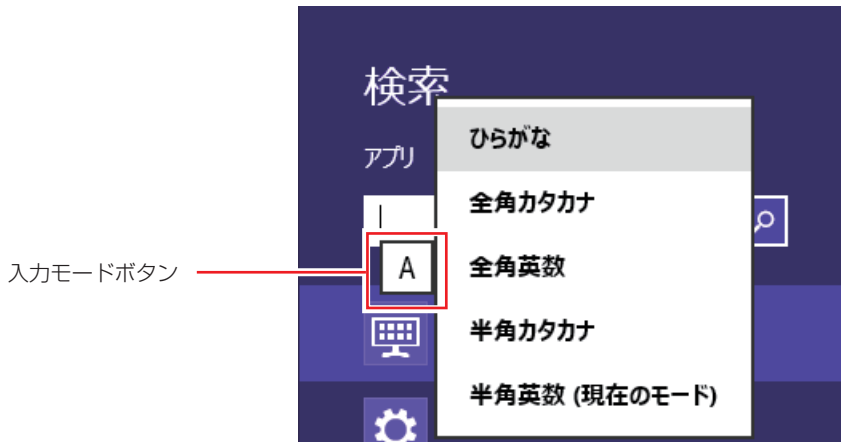 検索
アプリ
入力モードボタン
A
ひらがな
全角カタカナ
全角英数
半角カタカナ
半角英数 (現在のモード)